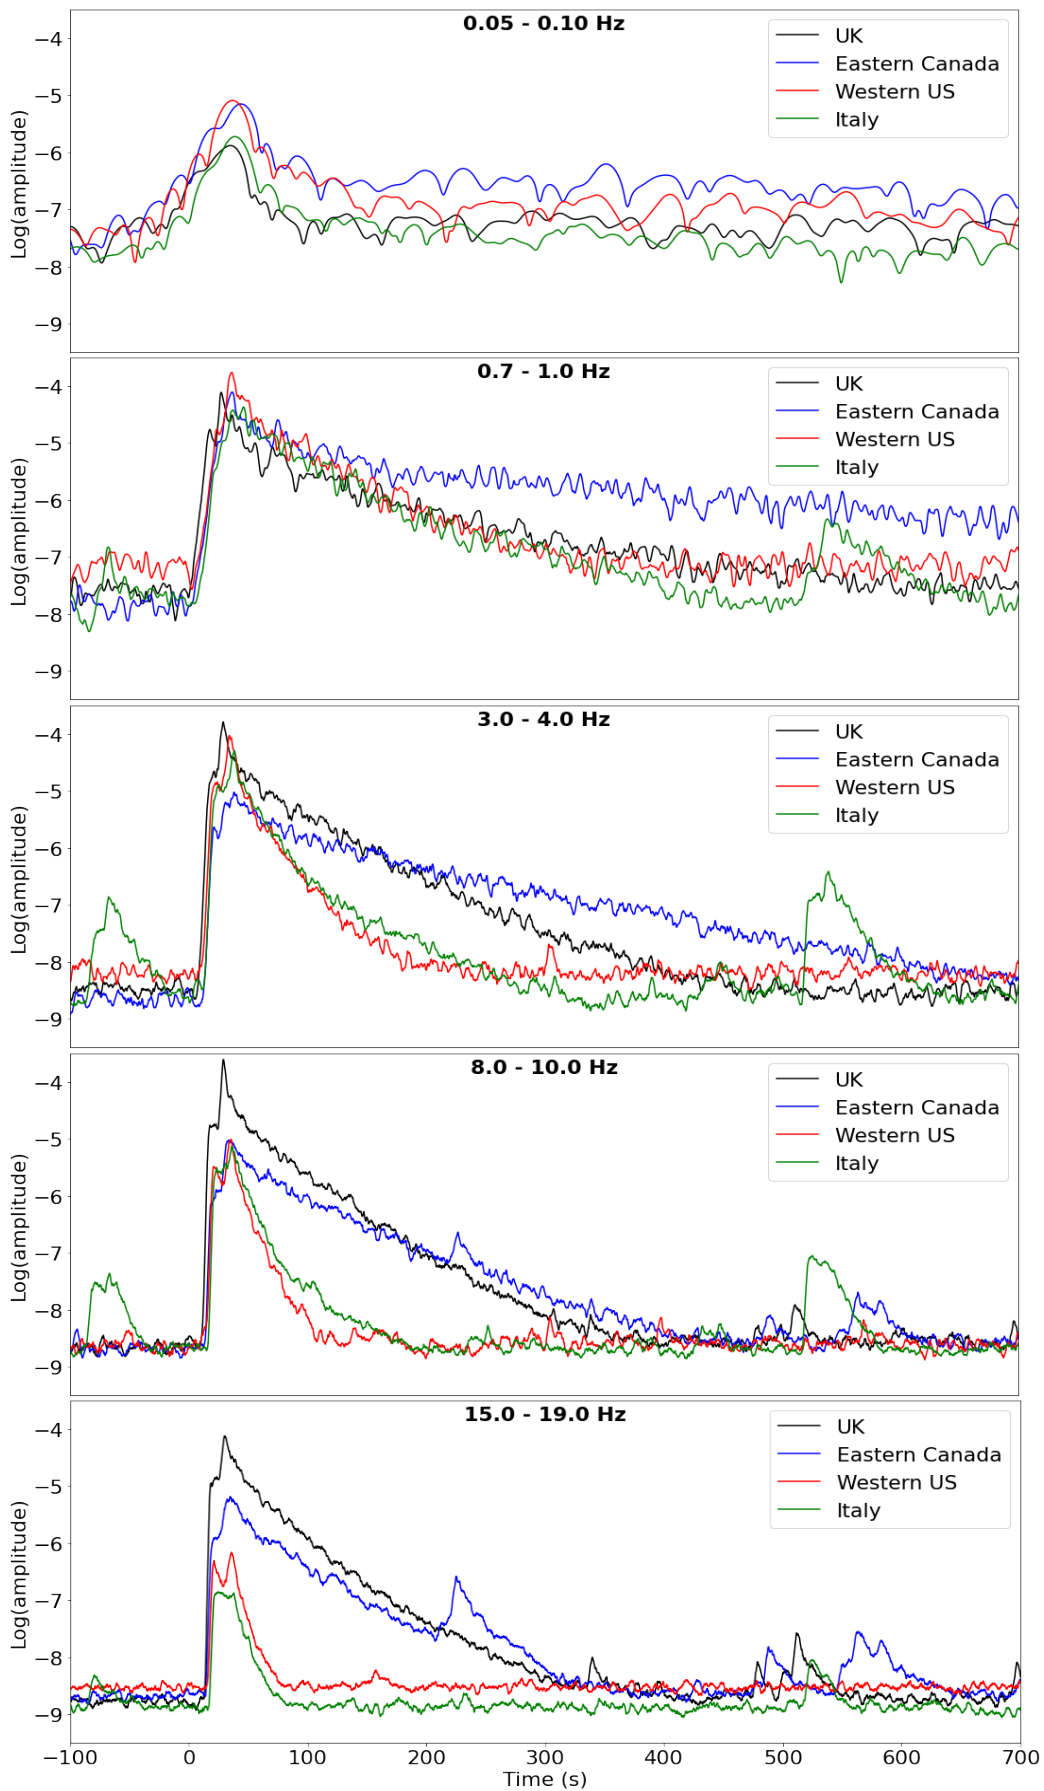 0.05 - 0.10 Hz
Log(amplitude)
−4
−5
−6
−7
−8
−9
UK
Eastern Canada
Western US
Italy
0.7 - 1.0 Hz
Log(amplitude)
−4
−5
−6
−7
−8
−9
UK
Eastern Canada
Western US
Italy
3.0 - 4.0 Hz
Log(amplitude)
−4
−5
−6
−7
−8
−9
UK
Eastern Canada
Western US
Italy
8.0 - 10.0 Hz
Log(amplitude)
−4
−5
−6
−7
−8
−9
UK
Eastern Canada
Western US
Italy
15.0 - 19.0 Hz
Log(amplitude)
−4
−5
−6
−7
−8
−9
UK
Eastern Canada
Western US
Italy
−100 0 100 200 300 400 500 600 700
Time (s)